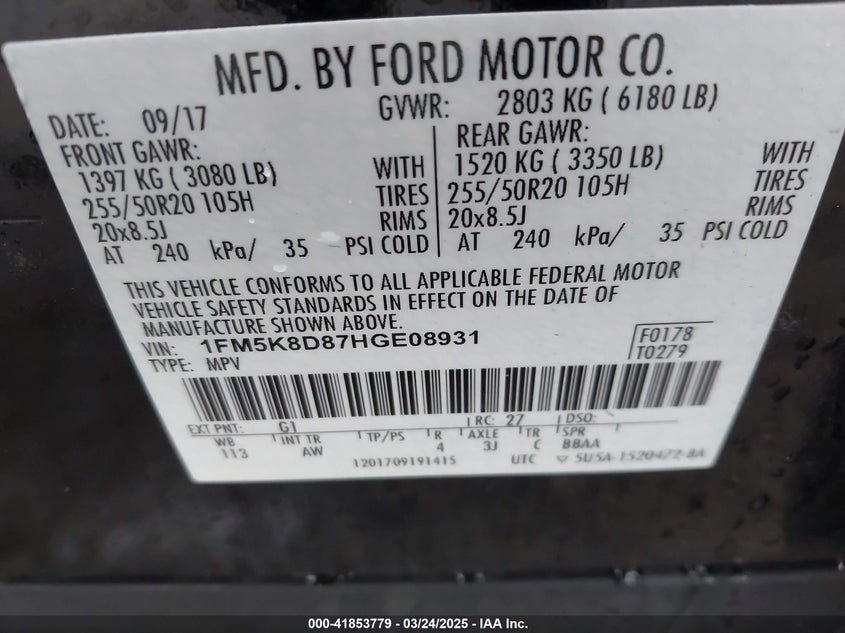 MFD. BY FORD MOTOR CO.
DATE: 09/17 GVWR: 2803 KG ( 6180 LB)
FRONT GAWR: REAR GAWR:
1397 KG ( 3080 LB) WITH 1520 KG ( 3350 LB) WITH
255/50R20 105H TIRES 255/50R20 105H TIRES
20x8.5J RIMS 20x8.5J RIMS
AT 240 kPa/ 35 PSI COLD AT 240 kPa/ 35 PSI COLD
THIS VEHICLE CONFORMS TO ALL APPLICABLE FEDERAL MOTOR
VEHICLE SAFETY STANDARDS IN EFFECT ON THE DATE OF
MANUFACTURE SHOWN ABOVE.
VIN: 1FM5K8D87HGE08931 F0178
TYPE: MPV T0279
EXT PNT: G1 RC: 27 DSO:
WB INT TR TP/PS R AXLE TR SPR
113 AW 4 3J C BBAA
1201709191415 UTC ▽ 5U5A-1520472-BA
000-41853779 - 03/24/2025 - IAA Inc.